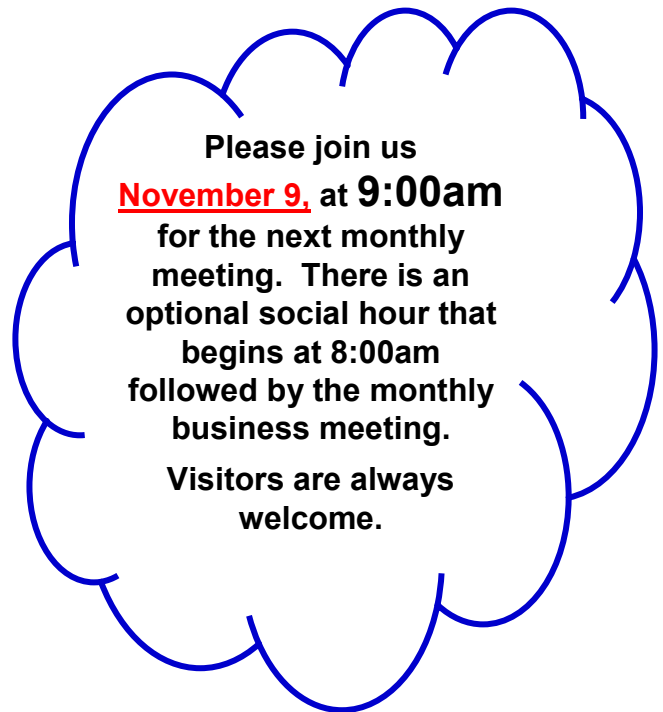 Please join us
November 9, at 9:00am
for the next monthly
meeting.  There is an
optional social hour that
begins at 8:00am
followed by the monthly
business meeting.
Visitors are always
welcome.